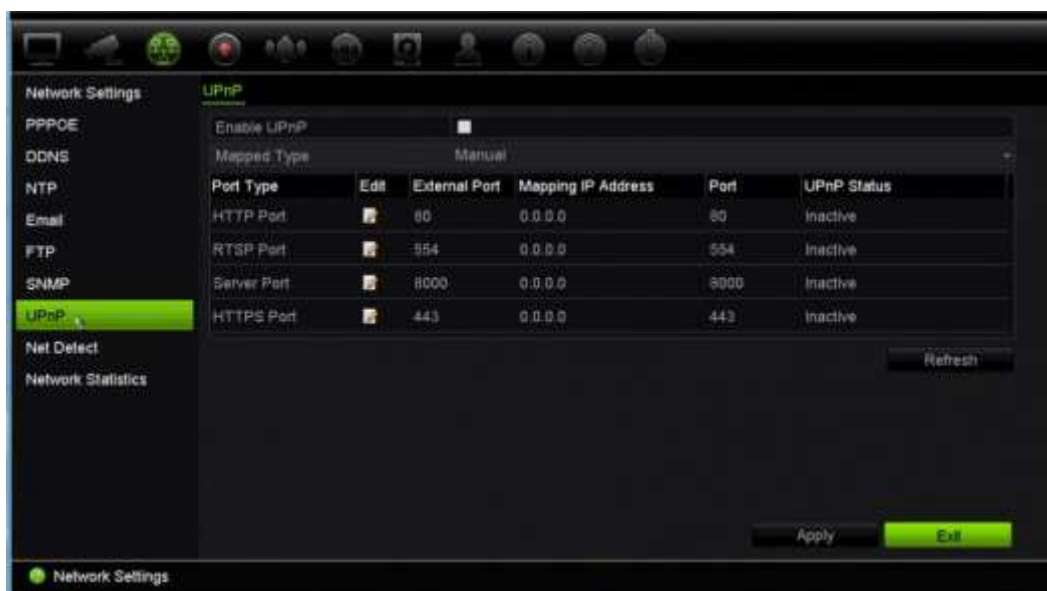 Network Settings
PPPOE
DDNS
NTP
Email
FTP
SNMP
UPnP
Net Detect
Network Statistics
UPnP
Enable UPnP
Mapped Type Manual
Port Type Edit External Port Mapping IP Address Port UPnP Status
HTTP Port 80 0.0.0.0 80 Inactive
RTSP Port 554 0.0.0.0 554 Inactive
Server Port 8000 0.0.0.0 8000 Inactive
HTTPS Port 443 0.0.0.0 443 Inactive
Refresh
Apply Exit
Network Settings